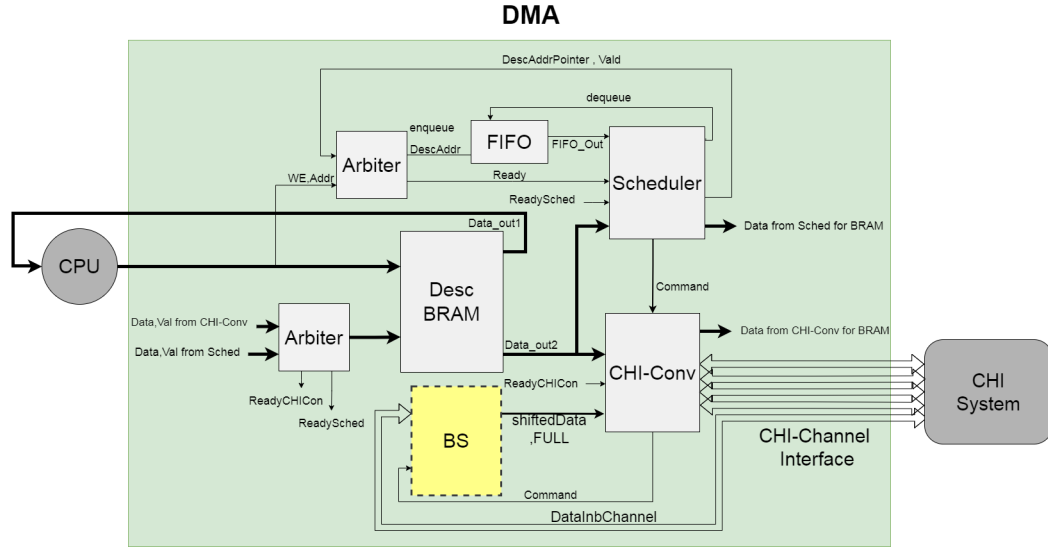 DMA
DescAddrPointer , Vald
dequeue
enqueue
FIFO
DescAddr
FIFO_Out
Arbiter
Scheduler
WE,Addr
Ready
ReadySched
Data_out1
Data from Sched for BRAM
CPU
Desc
BRAM
Command
Data,Val from CHI-Conv
Arbiter
Data from CHI-Conv for BRAM
Data,Val from Sched
Data_out2
CHI-Conv
CHI
System
ReadyCHICon
ReadyCHICon
ReadySched
BS
shiftedData
,FULL
CHI-Channel
Interface
Command
DataInbChannel